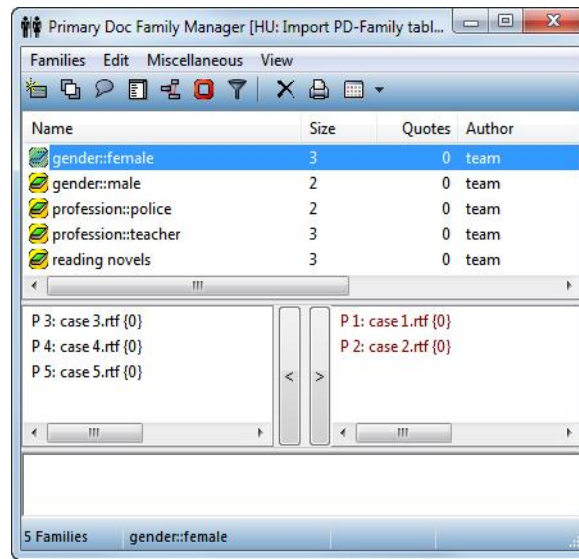 Primary Doc Family Manager [HU: Import PD-Family tabl...
Families Edit Miscellaneous View
Name Size Quotes Author
gender::female 3 0 team
gender::male 2 0 team
profession::police 2 0 team
profession::teacher 3 0 team
reading novels 3 0 team
P 3: case 3.rtf {0}
P 4: case 4.rtf {0}
P 5: case 5.rtf {0}
< >
P 1: case 1.rtf {0}
P 2: case 2.rtf {0}
5 Families gender::female